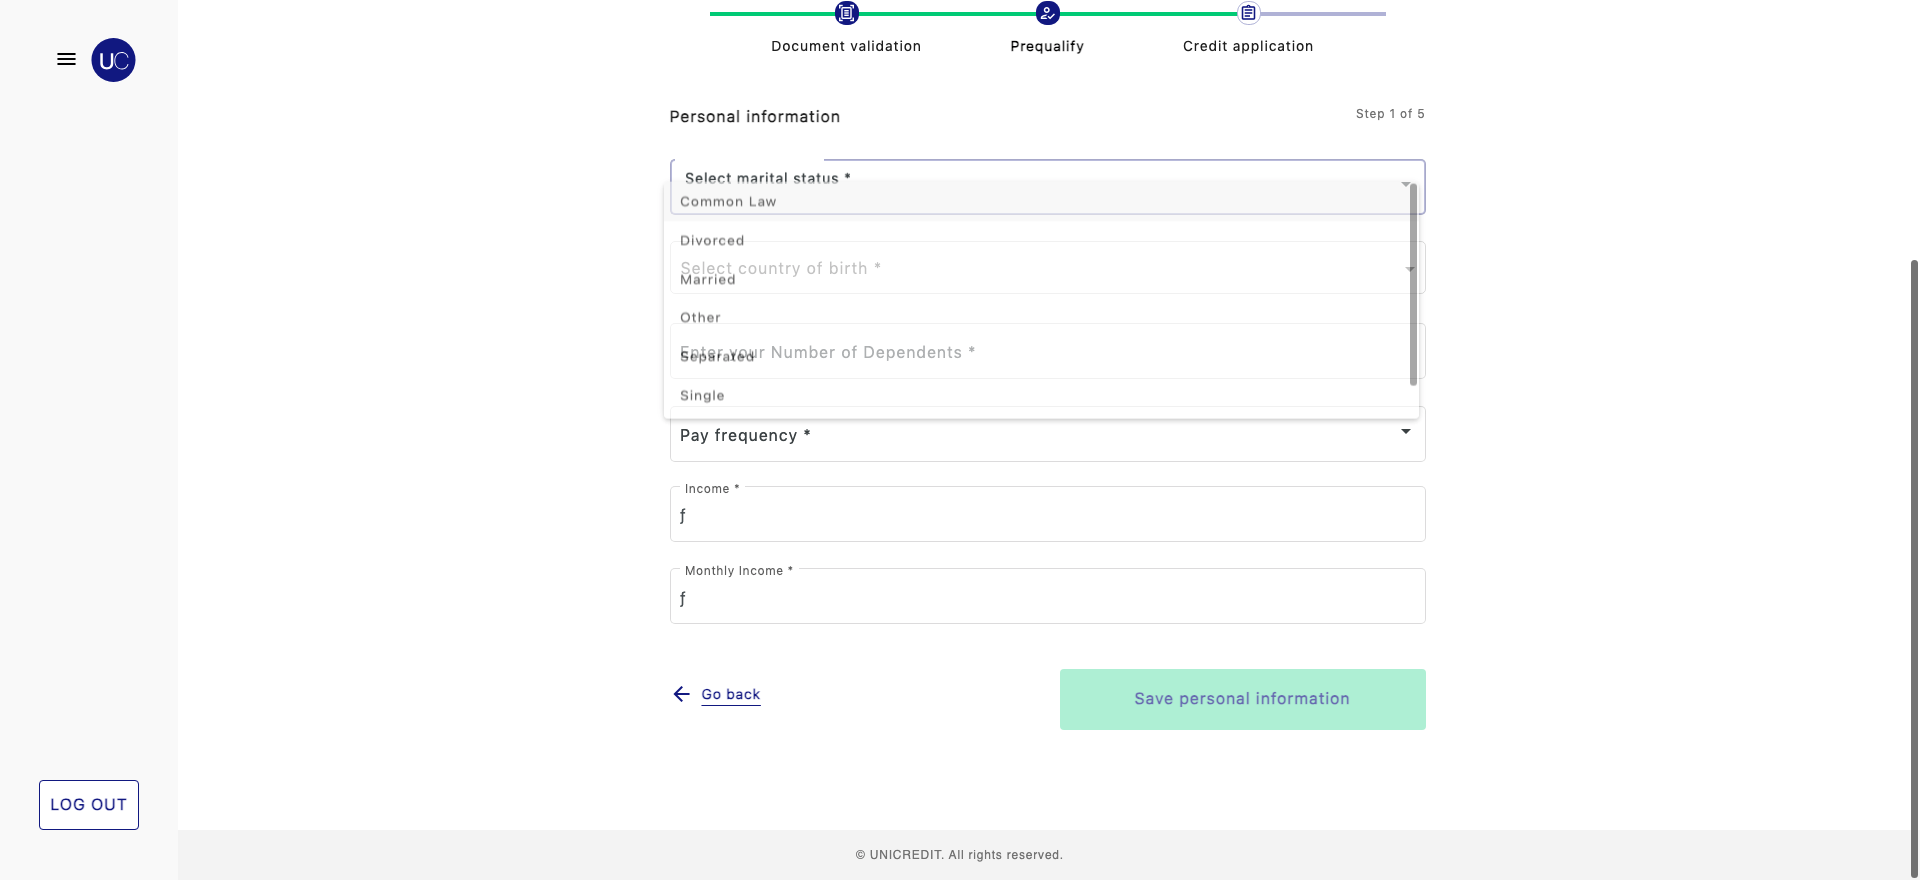 UC
Document validation
Prequalify
Credit application
Personal information
Step 1 of 5
Select marital status *
Common Law
Divorced
Select country of birth *
Married
Other
Enter your Number of Dependents *
Separated
Single
Pay frequency *
Income *
ƒ
Monthly Income *
ƒ
Go back
Save personal information
LOG OUT
© UNICREDIT. All rights reserved.